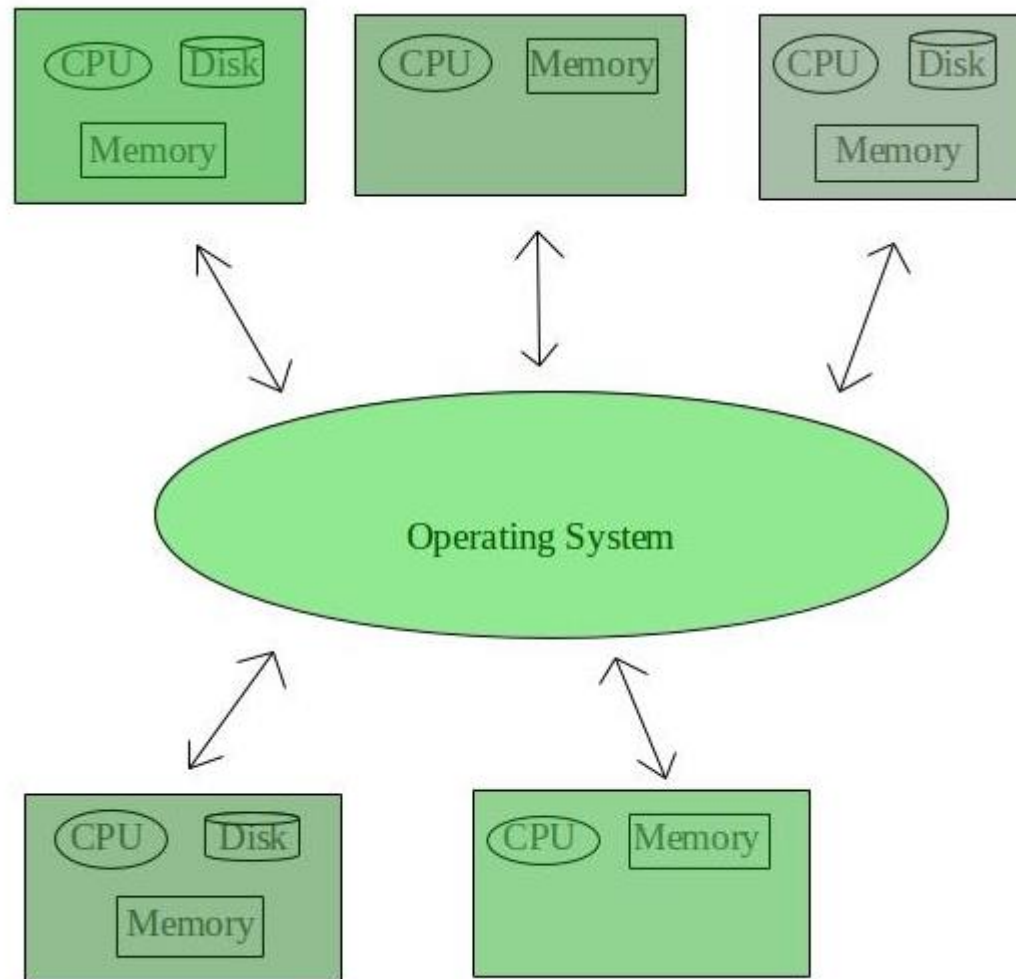 CPU
Disk
Memory
CPU
Memory
CPU
Disk
Memory
Operating System
CPU
Disk
Memory
CPU
Memory